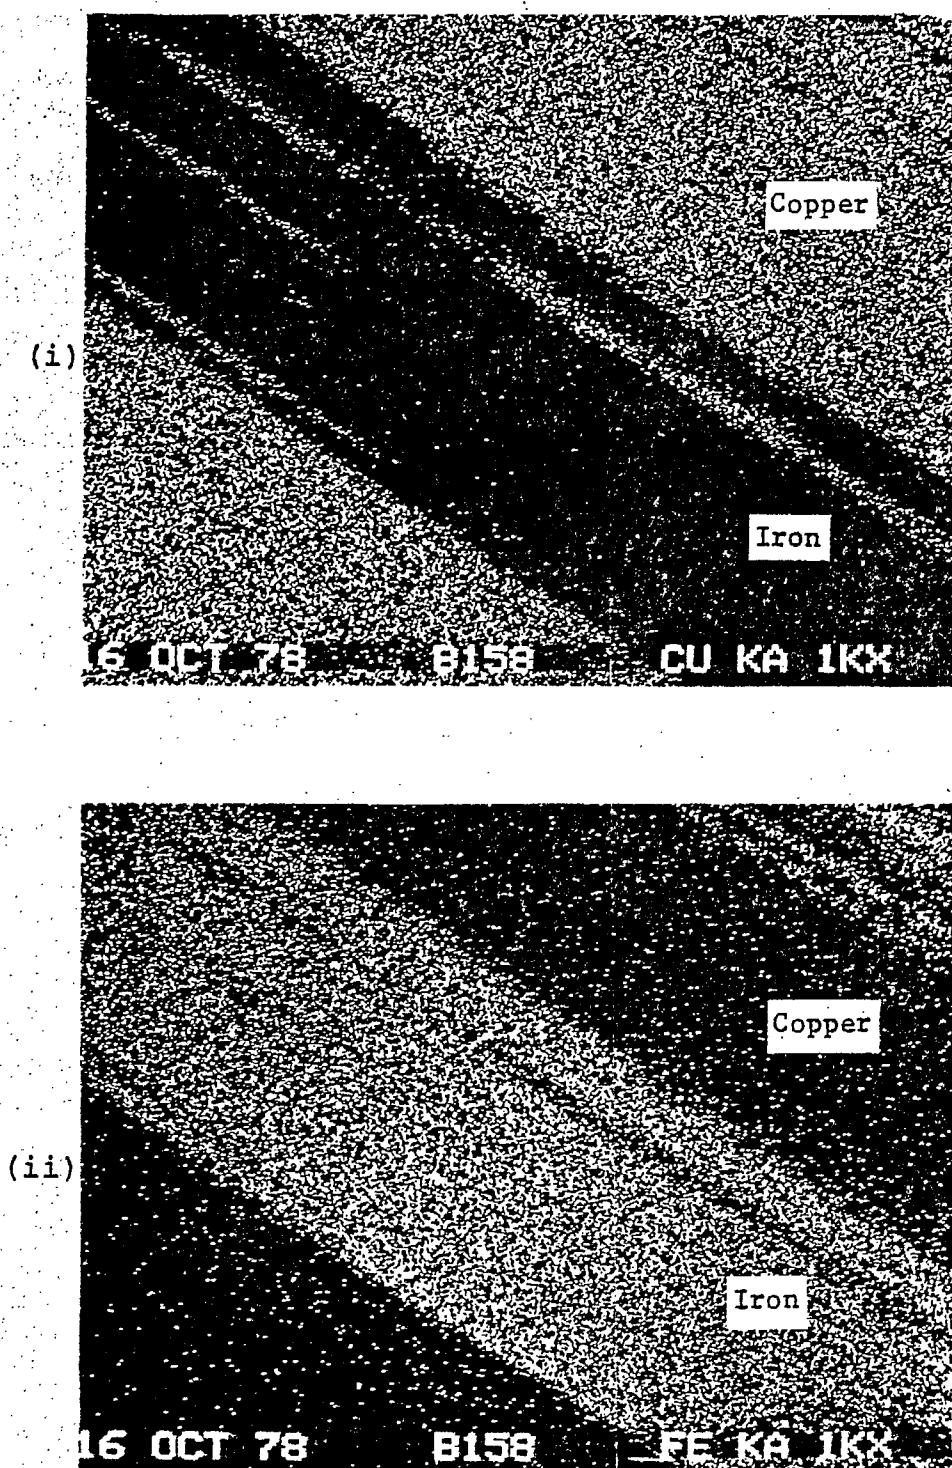 Copper
(i)
Iron
16 OCT 78 B158 CU KA 1KX
Copper
(ii)
Iron
16 OCT 78 B158 FE KA 1KX